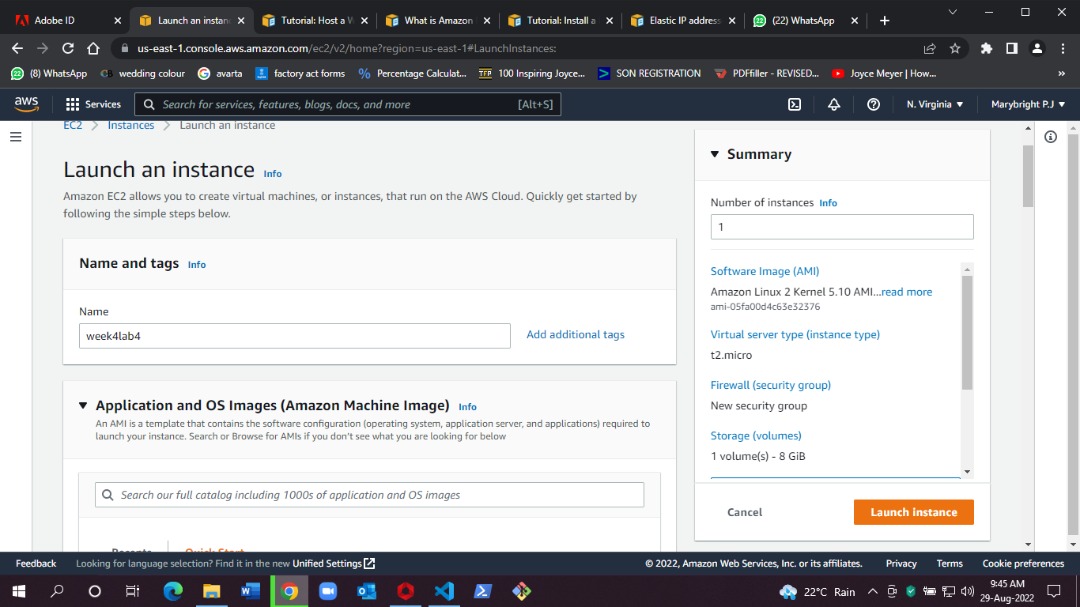 Adobe ID
Launch an instan
Tutorial: Host a W
What is Amazon
Tutorial: Install a
Elastic IP address
(22) WhatsApp
us-east-1.console.aws.amazon.com/ec2/v2/home?region=us-east-1#LaunchInstances:
(8) WhatsApp
wedding colour
avarta
factory act forms
Percentage Calculat...
100 Inspiring Joyce...
SON REGISTRATION
PDFfiller - REVISED...
Joyce Meyer | How...
»
aws
Services
Search for services, features, blogs, docs, and more
[Alt+S]
N. Virginia
Marybright P.J
EC2
Instances
Launch an instance
Launch an instance Info
Amazon EC2 allows you to create virtual machines, or instances, that run on the AWS Cloud. Quickly get started by
following the simple steps below.
Name and tags Info
Name
week4lab4
Add additional tags
Application and OS Images (Amazon Machine Image) Info
An AMI is a template that contains the software configuration (operating system, application server, and applications) required to
launch your instance. Search or Browse for AMIs if you don't see what you are looking for below
Search our full catalog including 1000s of application and OS images
Recents
Quick Start
Summary
Number of instances Info
1
Software Image (AMI)
Amazon Linux 2 Kernel 5.10 AMI...read more
ami-05fa00d4c63e32376
Virtual server type (instance type)
t2.micro
Firewall (security group)
New security group
Storage (volumes)
1 volume(s) - 8 GiB
Cancel
Launch instance
Feedback
Looking for language selection? Find it in the new Unified Settings
© 2022, Amazon Web Services, Inc. or its affiliates.
Privacy
Terms
Cookie preferences
22°C Rain
9:45 AM
29-Aug-2022